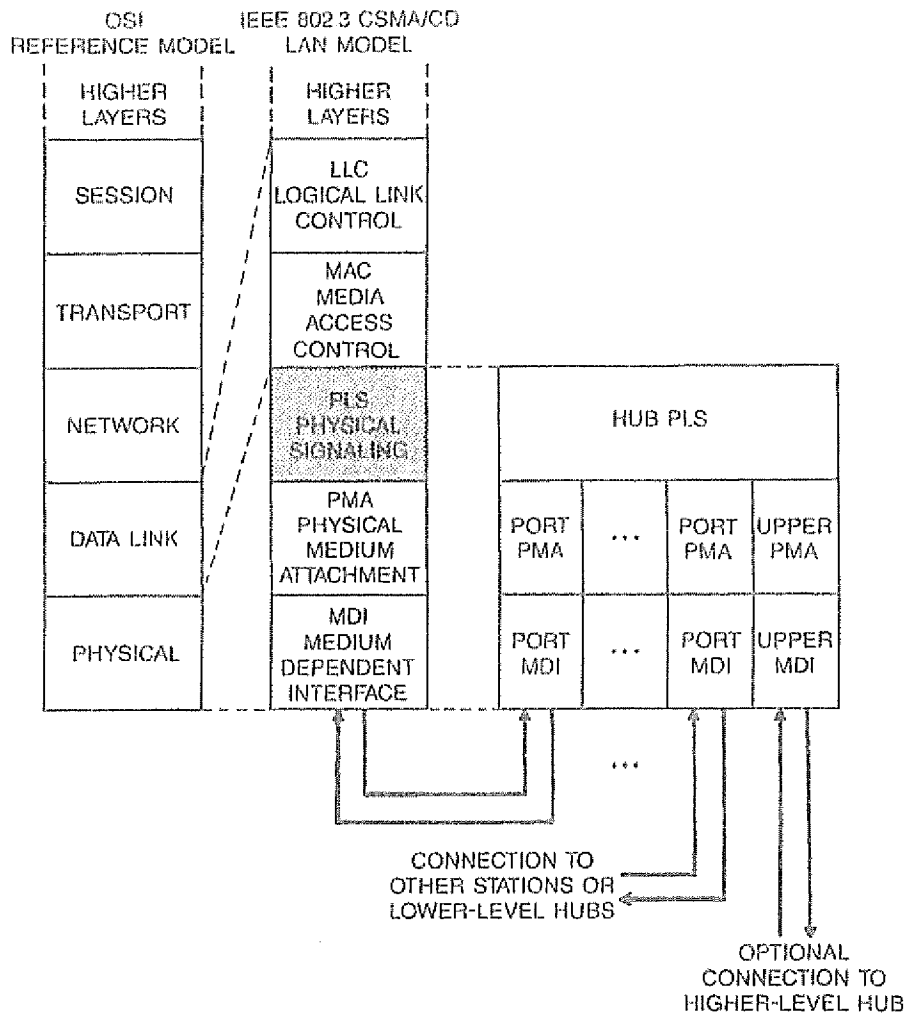 OSI
REFERENCE MODEL
IEEE 802.3 CSMA/CD
LAN MODEL
HIGHER
LAYERS
SESSION
TRANSPORT
NETWORK
DATA LINK
PHYSICAL
HIGHER
LAYERS
LLC
LOGICAL LINK
CONTROL
MAC
MEDIA
ACCESS
CONTROL
PLS
PHYSICAL
SIGNALING
PMA
PHYSICAL
MEDIUM
ATTACHMENT
MDI
MEDIUM
DEPENDENT
INTERFACE
HUB PLS
PORT
PMA
...
PORT
PMA
UPPER
PMA
PORT
MDI
...
PORT
MDI
UPPER
MDI
...
CONNECTION TO
OTHER STATIONS OR
LOWER-LEVEL HUBS
OPTIONAL
CONNECTION TO
HIGHER-LEVEL HUB